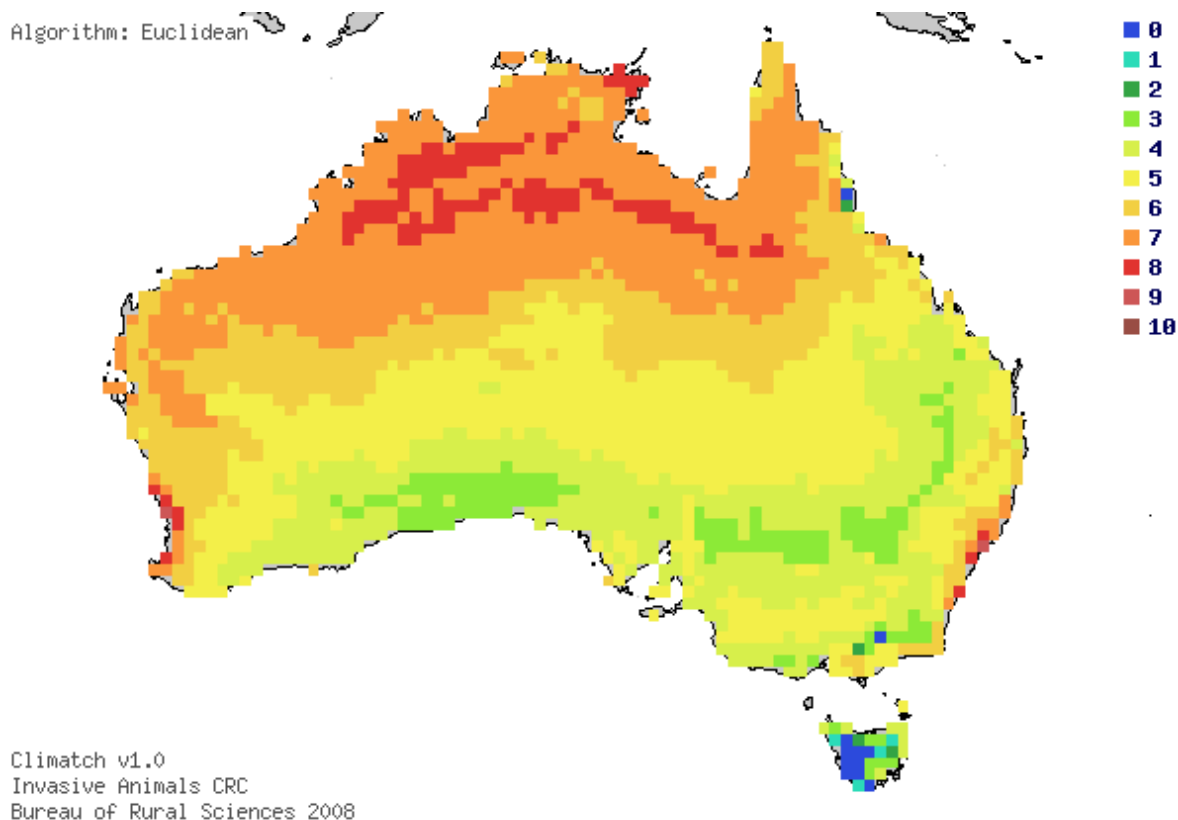 Algorithm: Euclidean
0
1
2
3
4
5
6
7
8
9
10
Climatch v1.0
Invasive Animals CRC
Bureau of Rural Sciences 2008